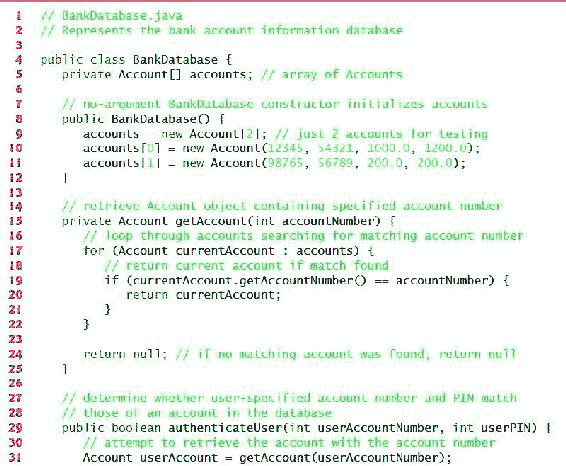 1 // BankDatabase.java
2 // Represents the bank account information database
3
4 public class BankDatabase {
5 private Account[] accounts; // array of Accounts
6
7 // no-argument BankDatabase constructor initializes accounts
8 public BankDatabase() {
9 accounts = new Account[2]; // just 2 accounts for testing
10 accounts[0] = new Account(12345, 54321, 1000.0, 1200.0);
11 accounts[1] = new Account(98765, 56789, 200.0, 200.0);
12 }
13
14 // retrieve Account object containing specified account number
15 private Account getAccount(int accountNumber) {
16 // loop through accounts searching for matching account number
17 for (Account currentAccount : accounts) {
18 // return current account if match found
19 if (currentAccount.getAccountNumber() == accountNumber) {
20 return currentAccount;
21 }
22 }
23
24 return null; // if no matching account was found, return null
25 }
26
27 // determine whether user-specified account number and PIN match
28 // those of an account in the database
29 public boolean authenticateUser(int userAccountNumber, int userPIN) {
30 // attempt to retrieve the account with the account number
31 Account userAccount = getAccount(userAccountNumber);